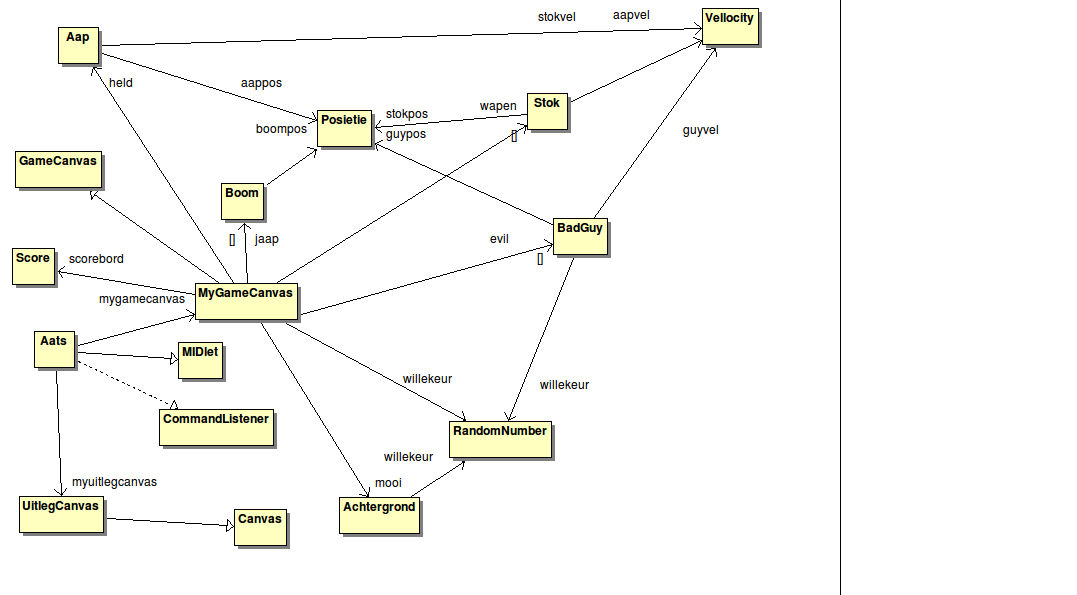 stokvel
aapvel
Vellocity
Aap
held
aappos
boompos
Posietie
stokpos
guypos
wapen
Stok
[]
guyvel
GameCanvas
Boom
[]
jaap
BadGuy
evil
[]
Score
scorebord
mygamecanvas
MyGameCanvas
Aats
MIDlet
CommandListener
willekeur
willekeur
RandomNumber
willekeur
mooi
myuitlegcanvas
UitlegCanvas
Canvas
Achtergrond